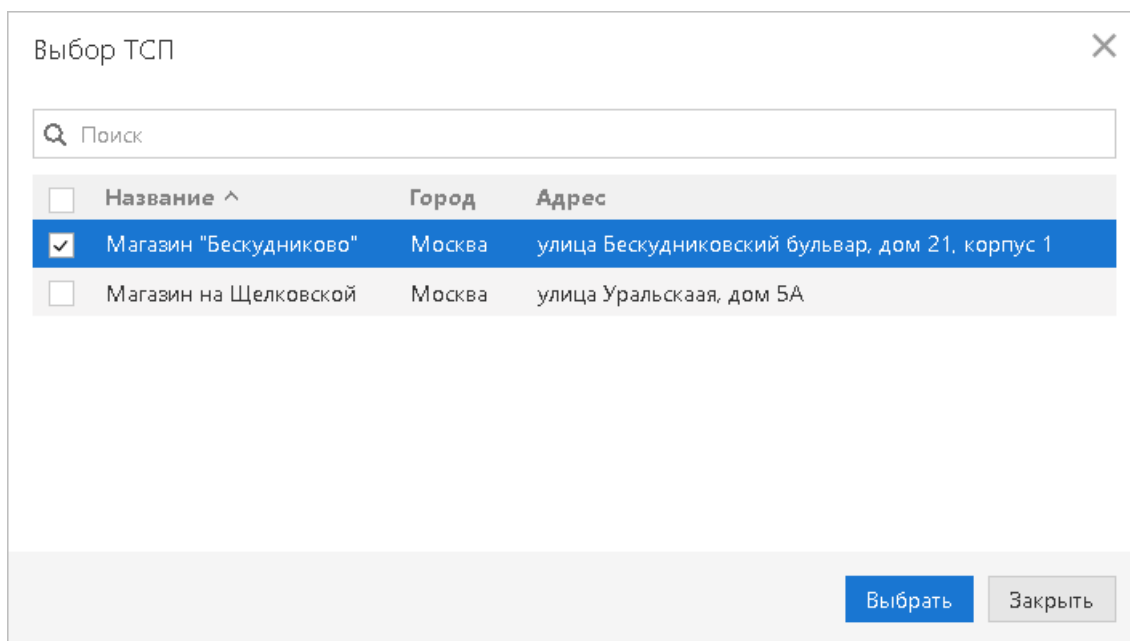 Выбор ТСП
Поиск
Название Город Адрес
Магазин "Бескудниково" Москва улица Бескудниковский бульвар, дом 21, корпус 1
Магазин на Щелковской Москва улица Уральскаая, дом 5А
Выбрать Закрыть